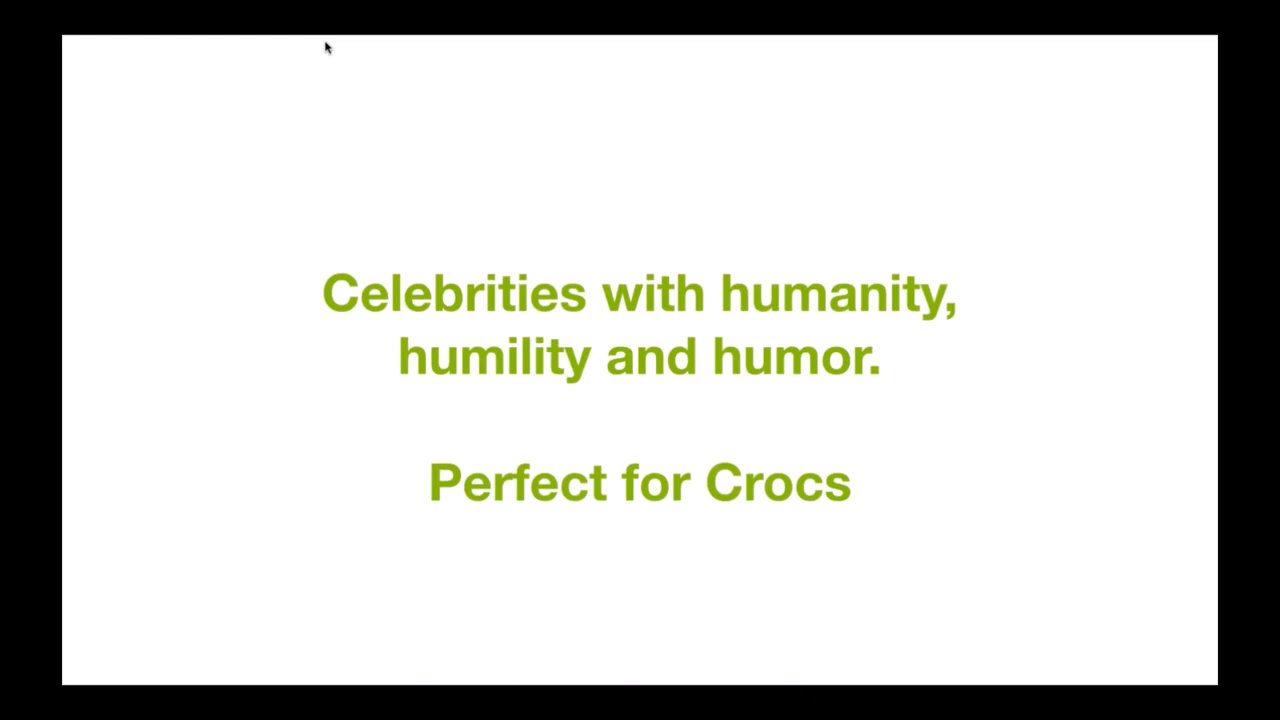 Celebrities with humanity,
humility and humor.
Perfect for Crocs